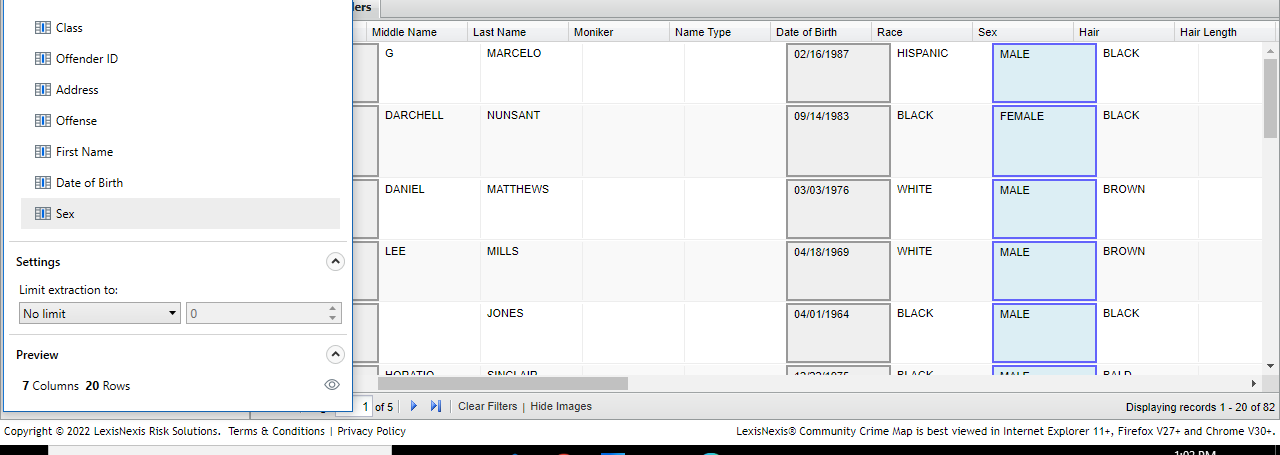 Class
Offender ID
Address
Offense
First Name
Date of Birth
Sex
Settings
Limit extraction to:
No limit 0
Preview
7 Columns 20 Rows
ders
Middle Name Last Name Moniker Name Type Date of Birth Race Sex Hair Hair Length
G MARCELO 02/16/1987 HISPANIC MALE BLACK
DARCHELL NUNSANT 09/14/1983 BLACK FEMALE BLACK
DANIEL MATTHEWS 03/03/1976 WHITE MALE BROWN
LEE MILLS 04/18/1969 WHITE MALE BROWN
JONES 04/01/1964 BLACK MALE BLACK
HORATIO SINCLAIR BLACK MALE BALD
1 of 5 Clear Filters | Hide Images Displaying records 1 - 20 of 82
Copyright © 2022 LexisNexis Risk Solutions. Terms & Conditions | Privacy Policy LexisNexis® Community Crime Map is best viewed in Internet Explorer 11+, Firefox V27+ and Chrome V30+.
1:02 PM